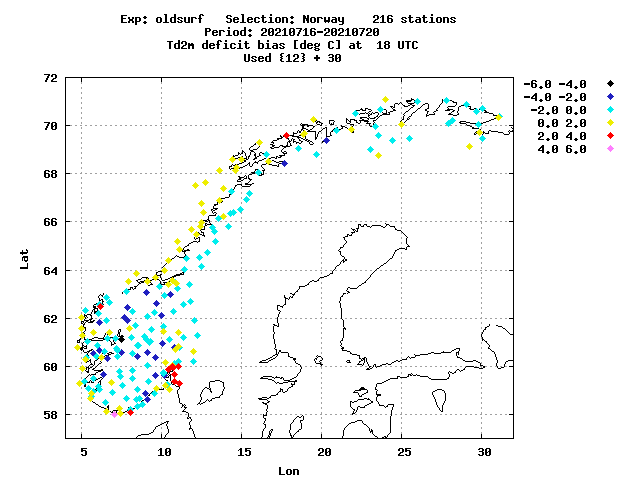 Exp: oldsurf   Selection: Norway    216 stations
Period: 20210716-20210720
Td2m deficit bias [deg C] at  18 UTC
Used {12} + 30
-6.0 -4.0
-4.0 -2.0
-2.0 0.0
0.0 2.0
2.0 4.0
4.0 6.0
72
70
68
66
64
62
60
58
Lat
5 10 15 20 25 30
Lon